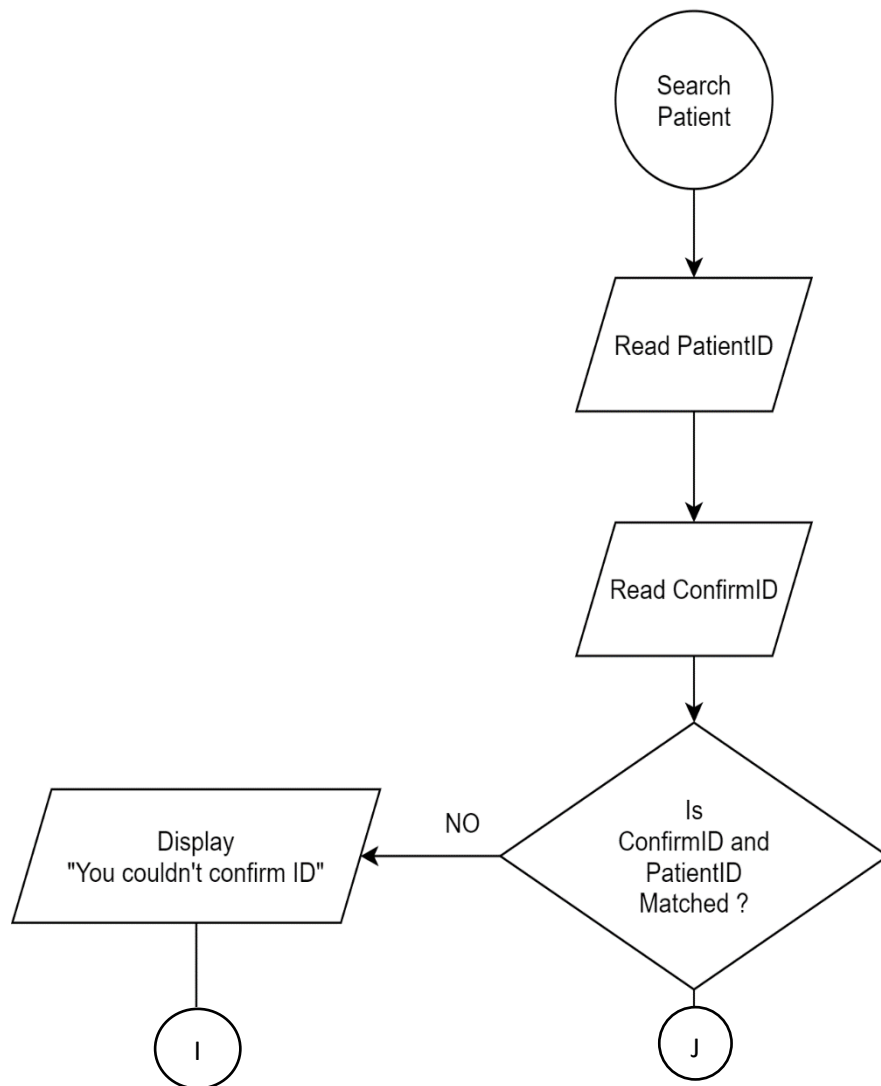 Search
Patient
Read PatientID
Read ConfirmID
Is
ConfirmID and
PatientID
Matched ?
NO
Display
"You couldn't confirm ID"
I
J